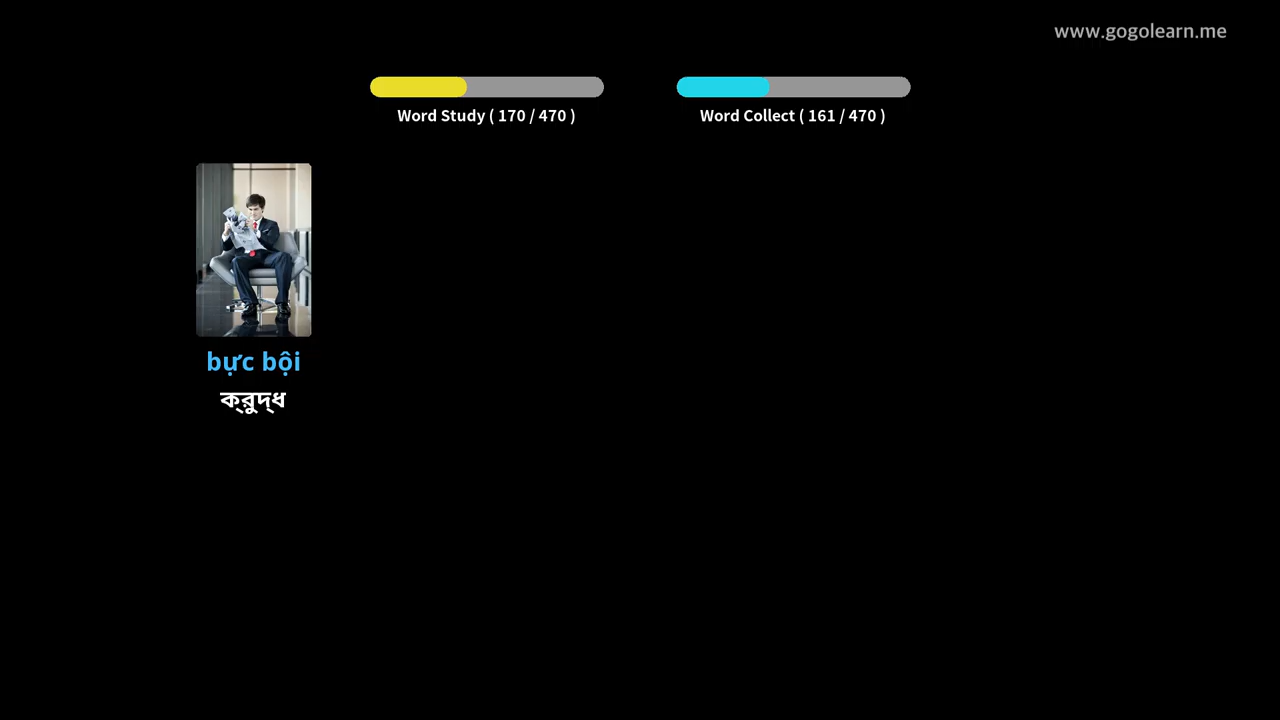 www.gogolearn.me
Word Study ( 170 / 470 )
Word Collect ( 161 / 470 )
bực bội
ক্রুদ্ধ